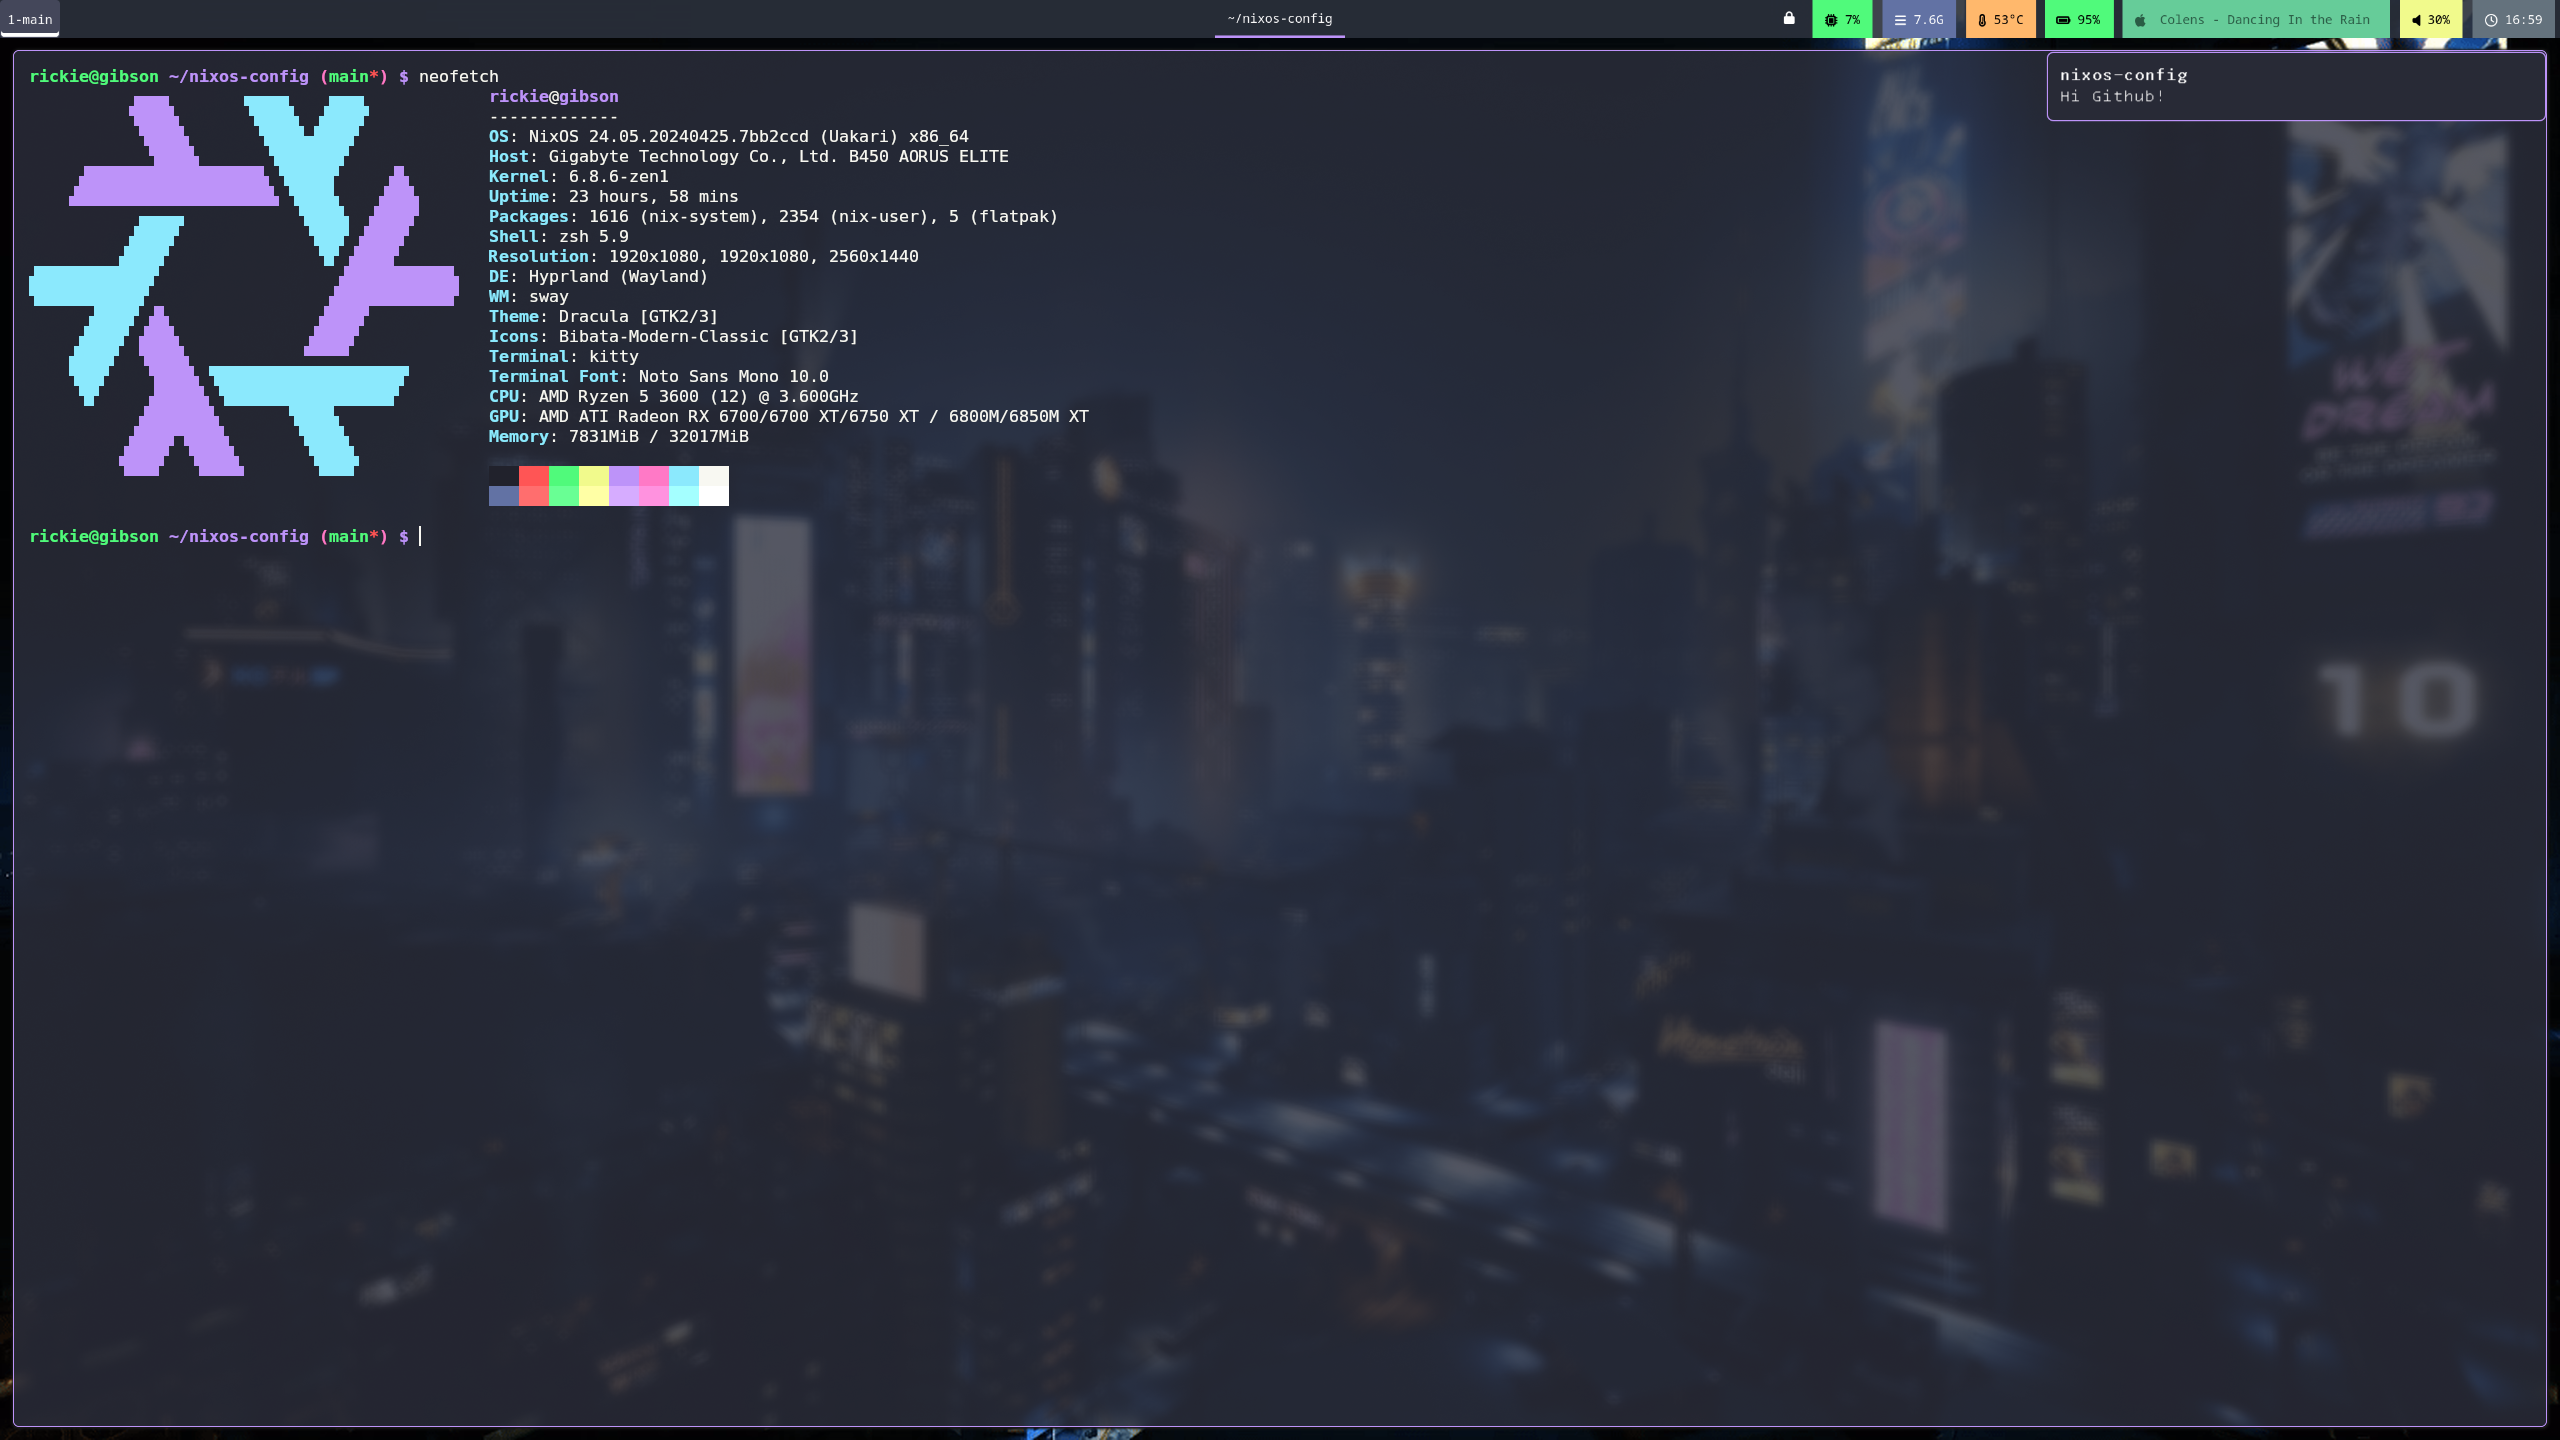 1-main
~/nixos-config
7%
7.6G
53°C
95%
Colens - Dancing In the Rain
30%
16:59
rickie@gibson ~/nixos-config (main*) $ neofetch
nixos-config
Hi Github!
rickie@gibson
-------------
OS: NixOS 24.05.20240425.7bb2ccd (Uakari) x86_64
Host: Gigabyte Technology Co., Ltd. B450 AORUS ELITE
Kernel: 6.8.6-zen1
Uptime: 23 hours, 58 mins
Packages: 1616 (nix-system), 2354 (nix-user), 5 (flatpak)
Shell: zsh 5.9
Resolution: 1920x1080, 1920x1080, 2560x1440
DE: Hyprland (Wayland)
WM: sway
Theme: Dracula [GTK2/3]
Icons: Bibata-Modern-Classic [GTK2/3]
Terminal: kitty
Terminal Font: Noto Sans Mono 10.0
CPU: AMD Ryzen 5 3600 (12) @ 3.600GHz
GPU: AMD ATI Radeon RX 6700/6700 XT/6750 XT / 6800M/6850M XT
Memory: 7831MiB / 32017MiB
rickie@gibson ~/nixos-config (main*) $
WET
DREAM
10